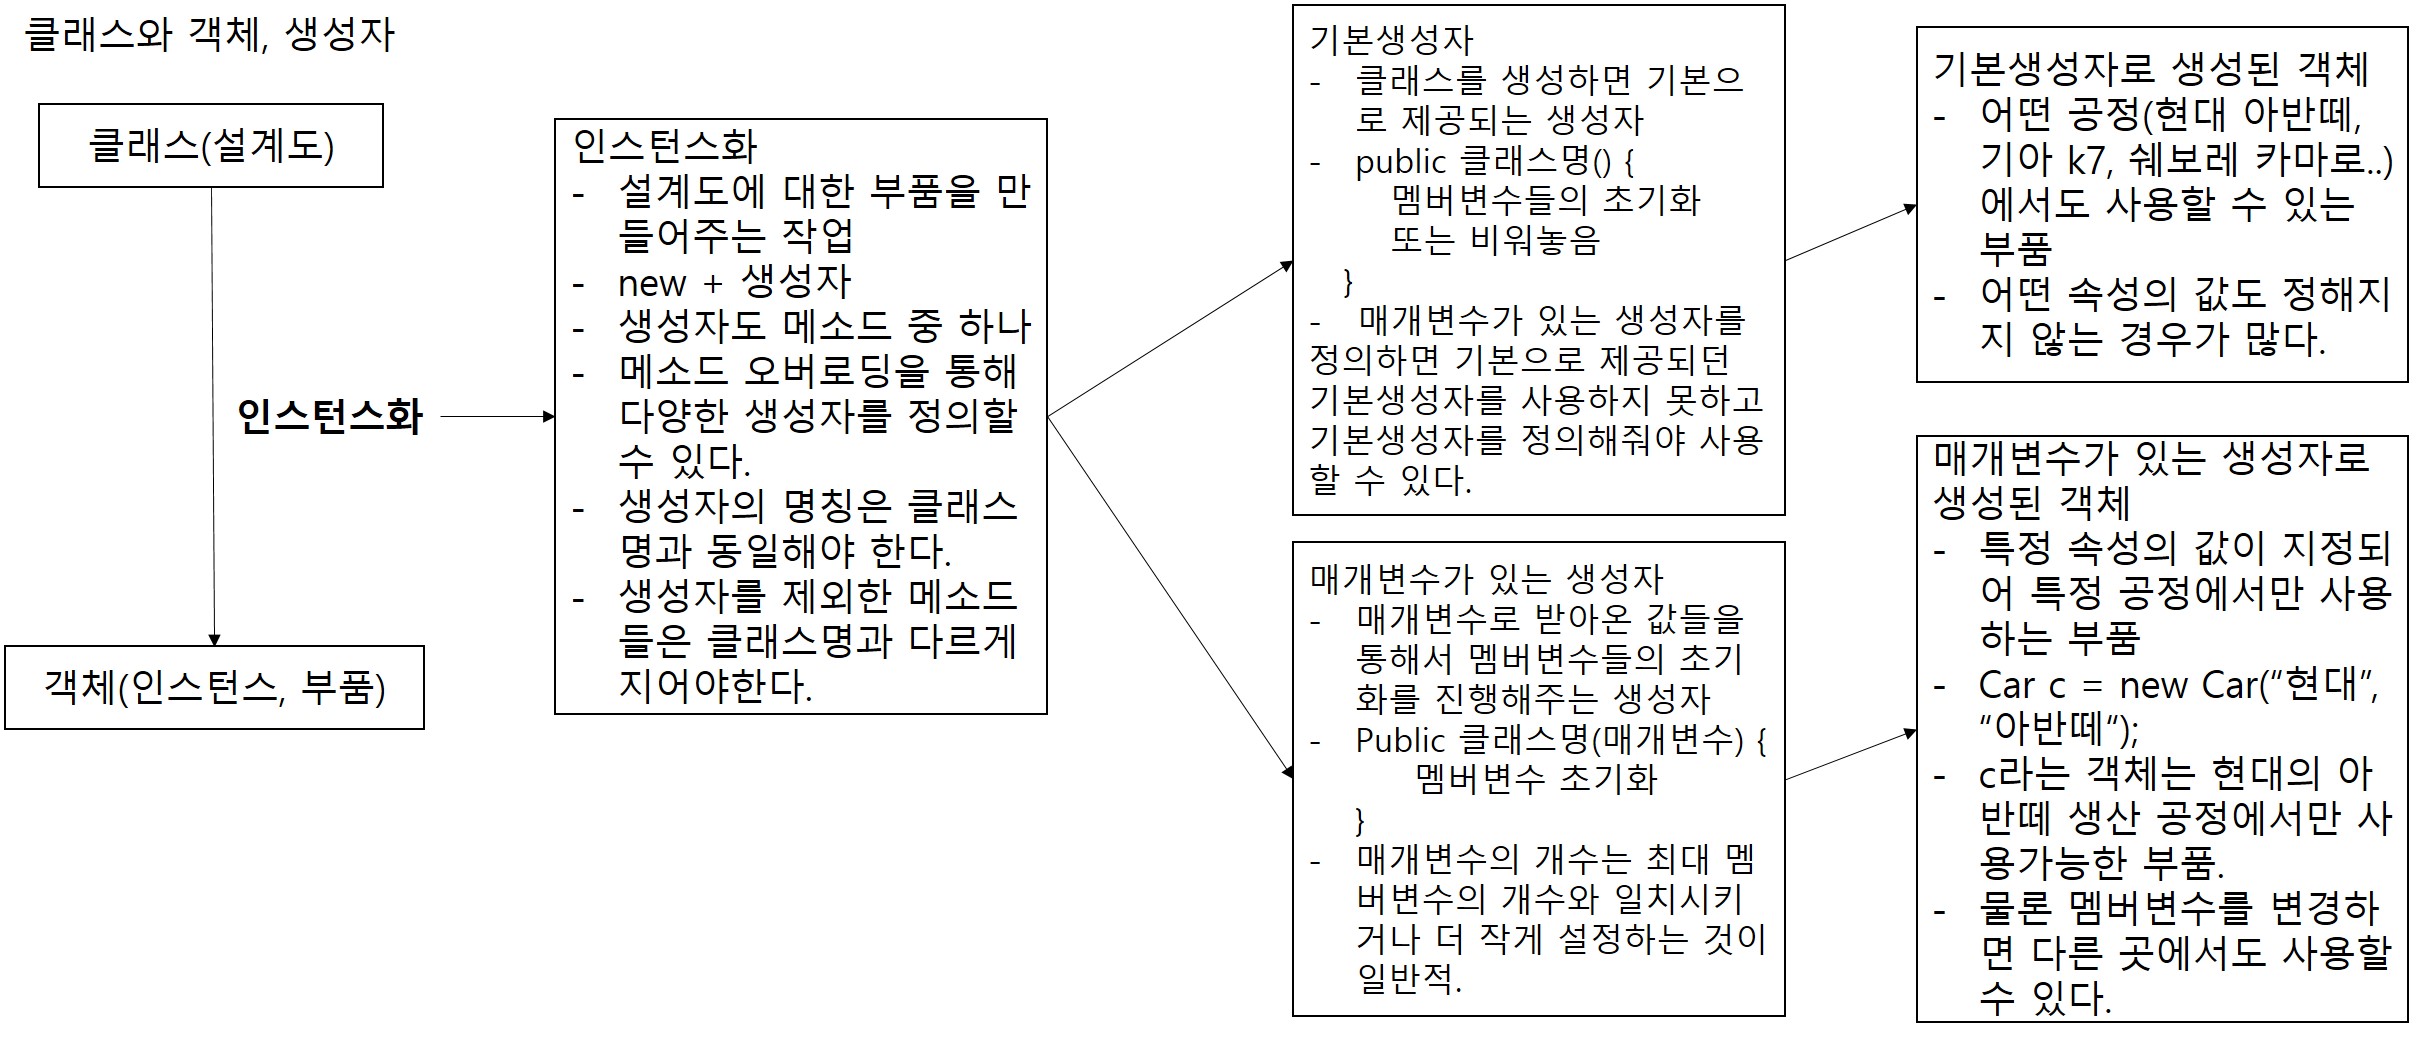 클래스와 객체, 생성자
클래스(설계도)
인스턴스화
객체(인스턴스, 부품)
인스턴스화
- 설계도에 대한 부품을 만
들어주는 작업
- new + 생성자
- 생성자도 메소드 중 하나
- 메소드 오버로딩을 통해
다양한 생성자를 정의할
수 있다.
- 생성자의 명칭은 클래스
명과 동일해야 한다.
- 생성자를 제외한 메소드
들은 클래스명과 다르게
지어야한다.
기본생성자
- 클래스를 생성하면 기본으
로 제공되는 생성자
- public 클래스명() {
멤버변수들의 초기화
또는 비워놓음
}
- 매개변수가 있는 생성자를
정의하면 기본으로 제공되던
기본생성자를 사용하지 못하고
기본생성자를 정의해줘야 사용
할 수 있다.
매개변수가 있는 생성자
- 매개변수로 받아온 값들을
통해서 멤버변수들의 초기
화를 진행해주는 생성자
- Public 클래스명(매개변수) {
멤버변수 초기화
}
- 매개변수의 개수는 최대 멤
버변수의 개수와 일치시키
거나 더 작게 설정하는 것이
일반적.
기본생성자로 생성된 객체
- 어떤 공정(현대 아반떼,
기아 k7, 쉐보레 카마로..)
에서도 사용할 수 있는
부품
- 어떤 속성의 값도 정해지
지 않는 경우가 많다.
매개변수가 있는 생성자로
생성된 객체
- 특정 속성의 값이 지정되
어 특정 공정에서만 사용
하는 부품
- Car c = new Car(“현대”,
“아반떼“);
- c라는 객체는 현대의 아
반떼 생산 공정에서만 사
용가능한 부품.
- 물론 멤버변수를 변경하
면 다른 곳에서도 사용할
수 있다.